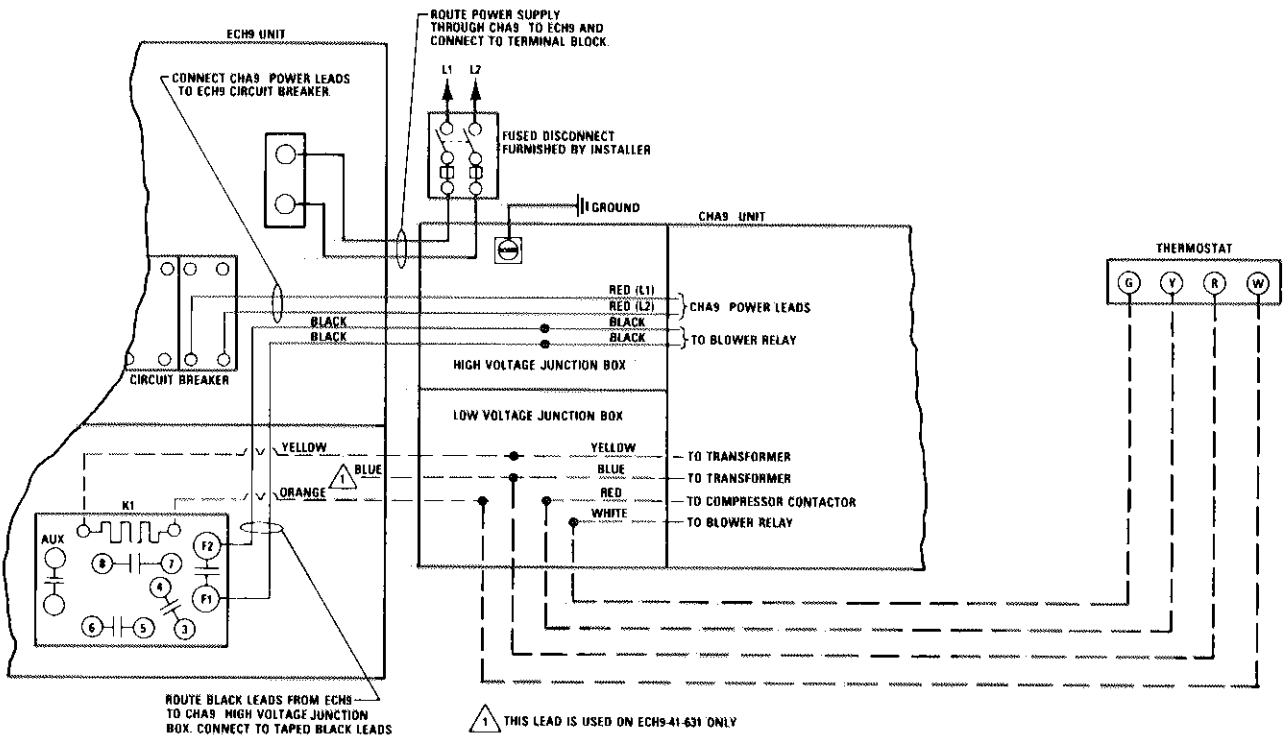 ROUTE POWER SUPPLY
THROUGH CHA9 TO ECH9 AND
CONNECT TO TERMINAL BLOCK.
ECH9 UNIT
CONNECT CHA9 POWER LEADS
TO ECH9 CIRCUIT BREAKER.
L1 L2
FUSED DISCONNECT
FURNISHED BY INSTALLER
GROUND
CHA9 UNIT
THERMOSTAT
G Y R W
RED (L1)
RED (L2)
CHA9 POWER LEADS
BLACK
BLACK
BLACK
BLACK
TO BLOWER RELAY
HIGH VOLTAGE JUNCTION BOX
CIRCUIT BREAKER
LOW VOLTAGE JUNCTION BOX
YELLOW
YELLOW
TO TRANSFORMER
1
BLUE
BLUE
TO TRANSFORMER
ORANGE
RED
TO COMPRESSOR CONTACTOR
WHITE
TO BLOWER RELAY
K1
AUX
F2
8 7
4
F1
6 5
3
ROUTE BLACK LEADS FROM ECH9
TO CHA9 HIGH VOLTAGE JUNCTION
BOX. CONNECT TO TAPED BLACK LEADS
1 THIS LEAD IS USED ON ECH9-41-631 ONLY